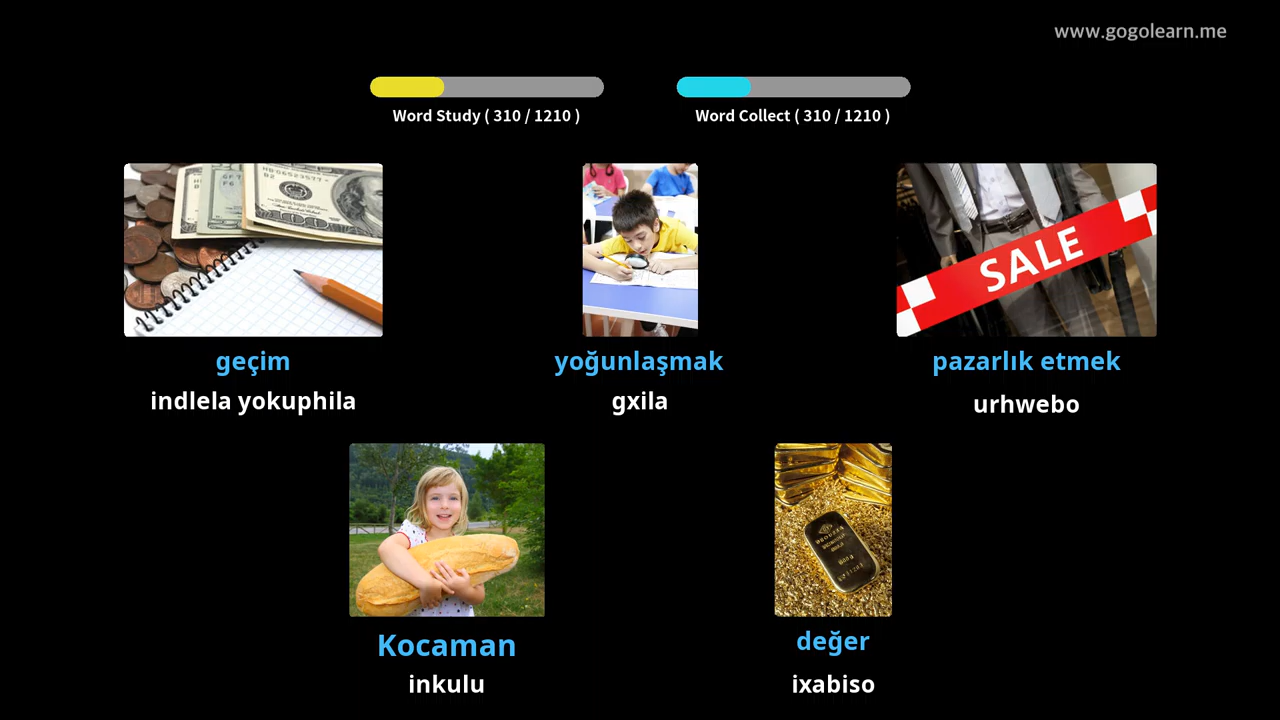 www.gogolearn.me
Word Study ( 310 / 1210 )
Word Collect ( 310 / 1210 )
SALE
geçim
yoğunlaşmak
pazarlık etmek
indlela yokuphila
gxila
urhwebo
Kocaman
değer
inkulu
ixabiso